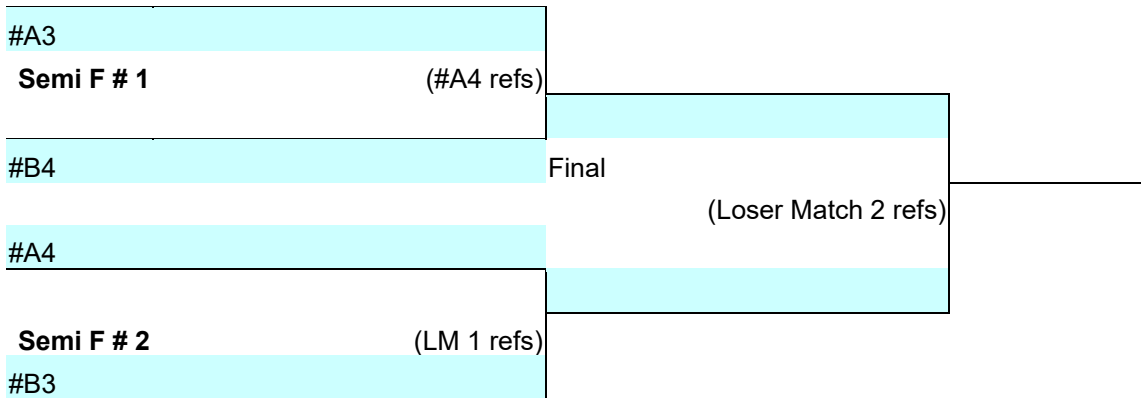 #A3
Semi F # 1 (#A4 refs)
#B4 Final
(Loser Match 2 refs)
#A4
Semi F # 2 (LM 1 refs)
#B3